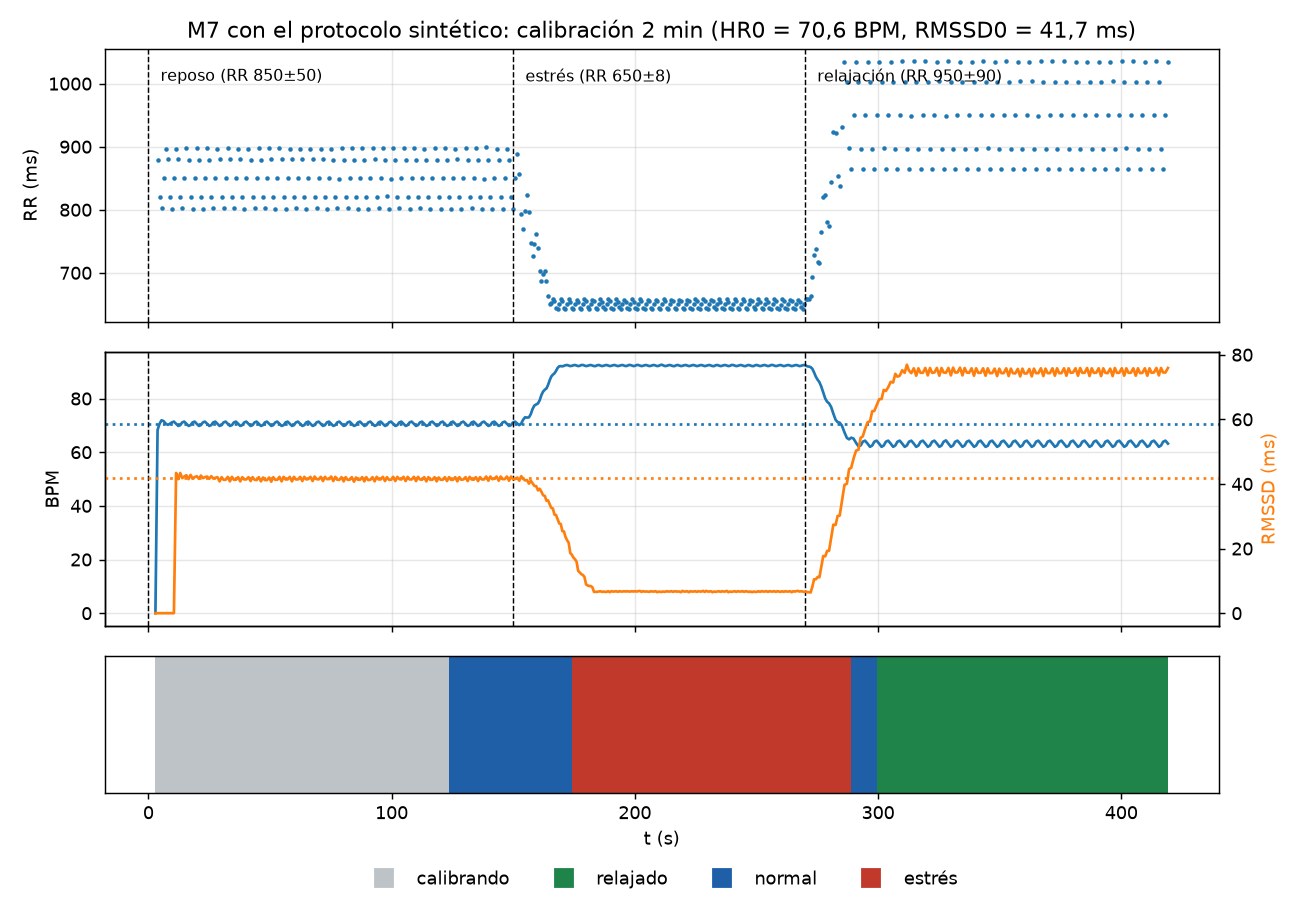 M7 con el protocolo sintético: calibración 2 min (HR0 = 70,6 BPM, RMSSD0 = 41,7 ms)
reposo (RR 850±50)
estrés (RR 650±8)
relajación (RR 950±90)
RR (ms)
1000
900
800
700
BPM
80
60
40
20
0
80
60
40
20
0
RMSSD (ms)
0
100
200
300
400
t (s)
calibrando
relajado
normal
estrés